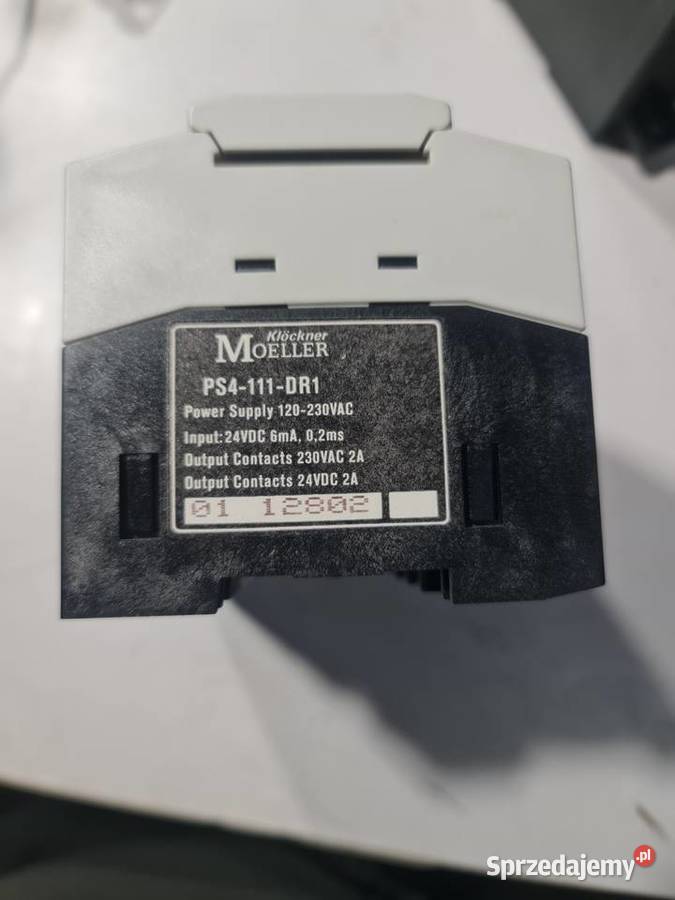 Klöckner
MOELLER
PS4-111-DR1
Power Supply 120-230VAC
Input:24VDC 6mA, 0,2ms
Output Contacts 230VAC 2A
Output Contacts 24VDC 2A
01 12802
Sprzedajemy.pl